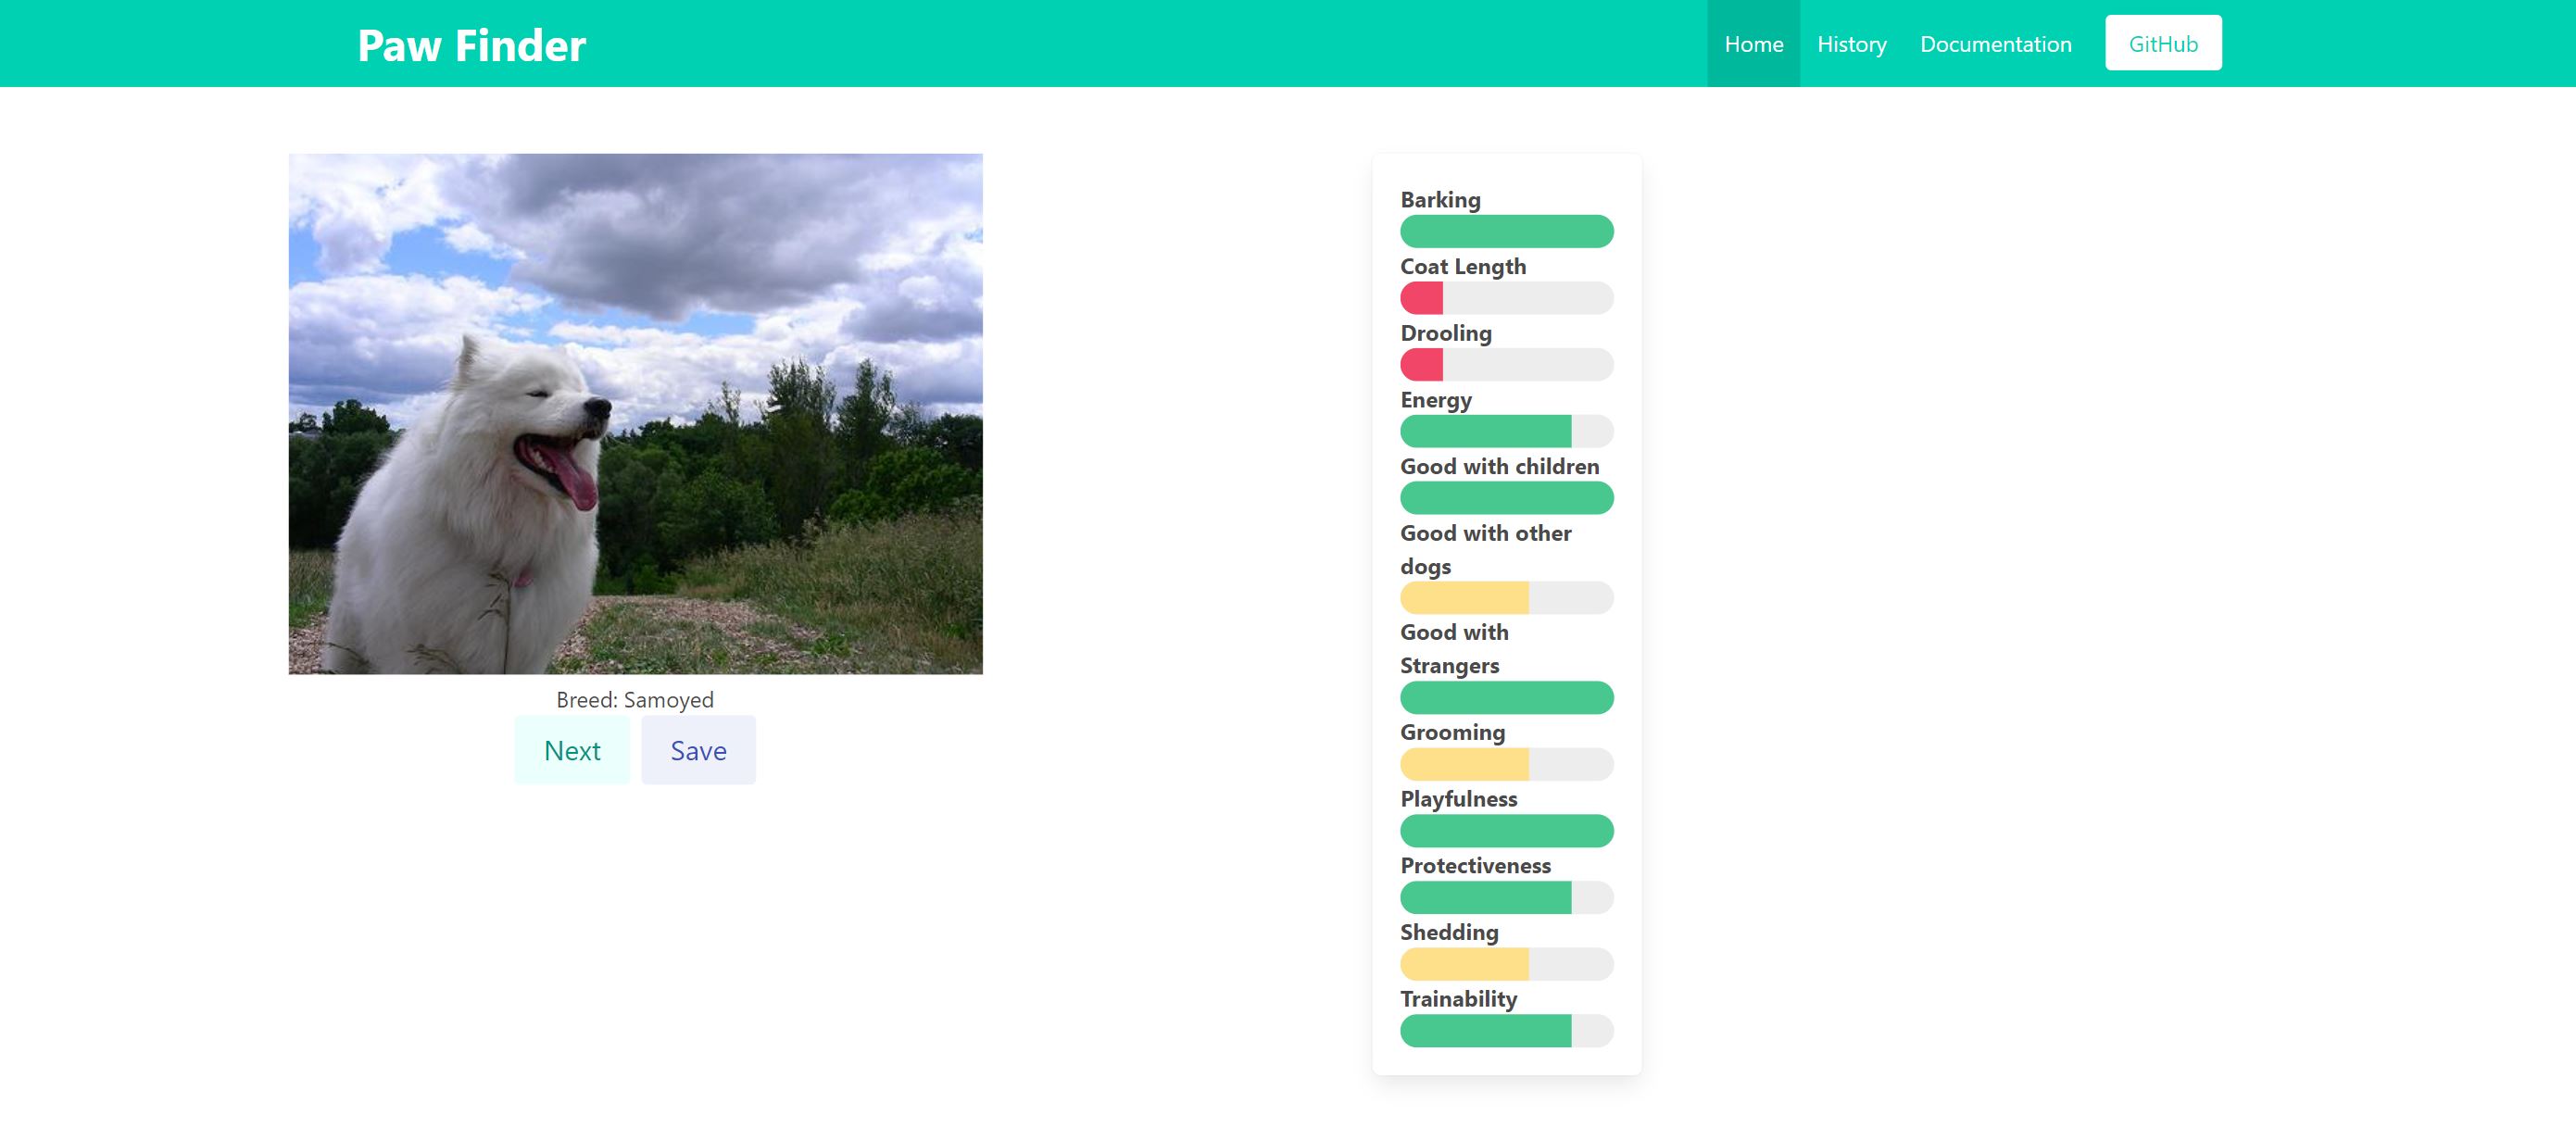 Paw Finder
Home
History
Documentation
GitHub
Breed: Samoyed
Next
Save
Barking
Coat Length
Drooling
Energy
Good with children
Good with other
dogs
Good with
Strangers
Grooming
Playfulness
Protectiveness
Shedding
Trainability